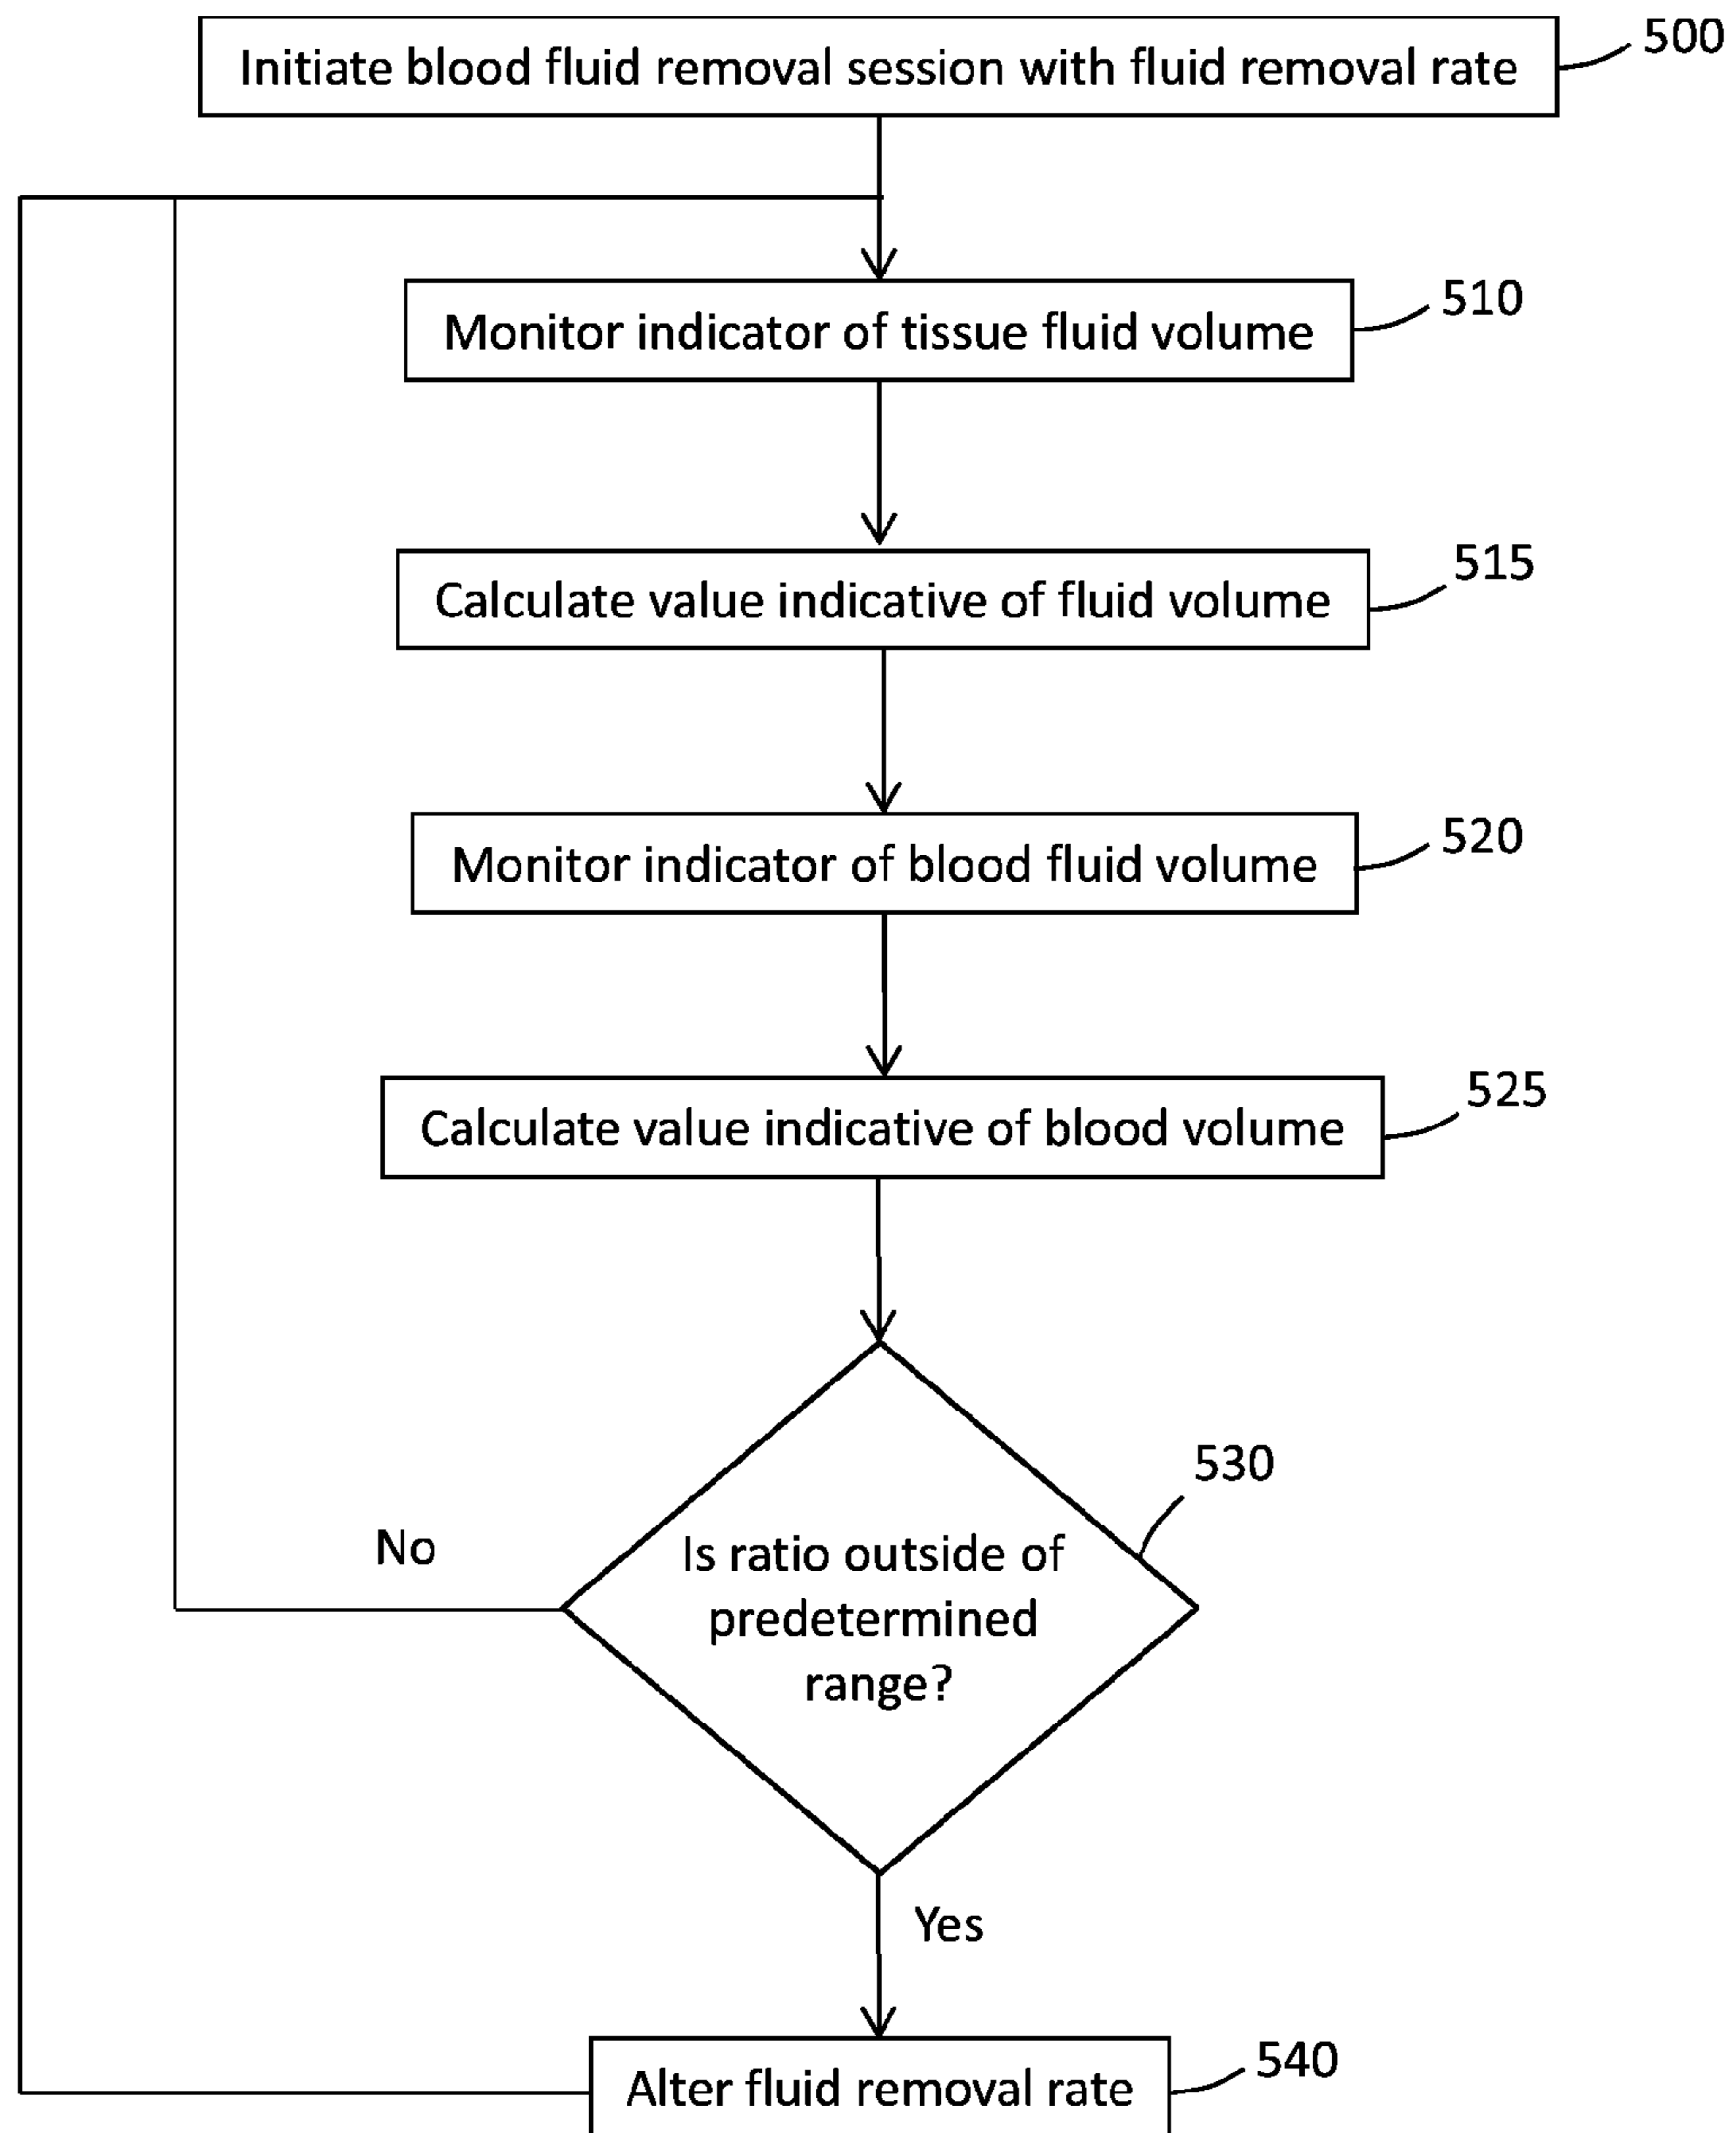 Initiate blood fluid removal session with fluid removal rate
500
Monitor indicator of tissue fluid volume
510
Calculate value indicative of fluid volume
515
Monitor indicator of blood fluid volume
520
Calculate value indicative of blood volume
525
530
No
Is ratio outside of
predetermined
range?
Yes
Alter fluid removal rate
540